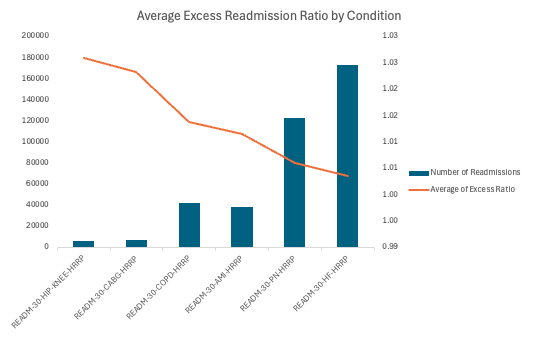 Average Excess Readmission Ratio by Condition
200000
180000
160000
140000
120000
100000
80000
60000
40000
20000
0
1.03
1.03
1.02
1.02
1.01
1.01
1.00
1.00
0.99
Number of Readmissions
Average of Excess Ratio
READM-30-HIP-KNEE-HRRP
READM-30-CABG-HRRP
READM-30-COPD-HRRP
READM-30-AMI-HRRP
READM-30-PN-HRRP
READM-30-HF-HRRP